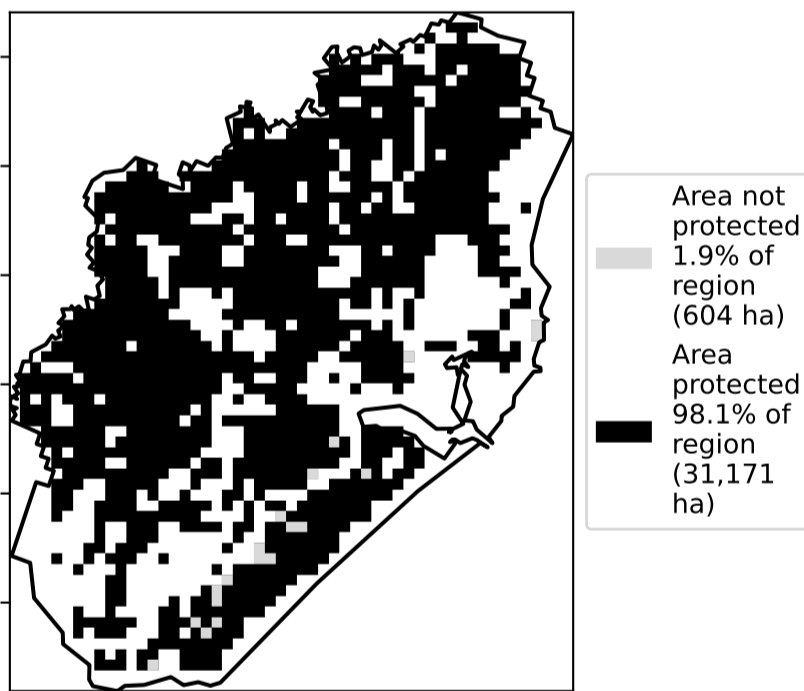 Area not
protected
1.9% of
region
(604 ha)
Area
protected
98.1% of
region
(31,171
ha)